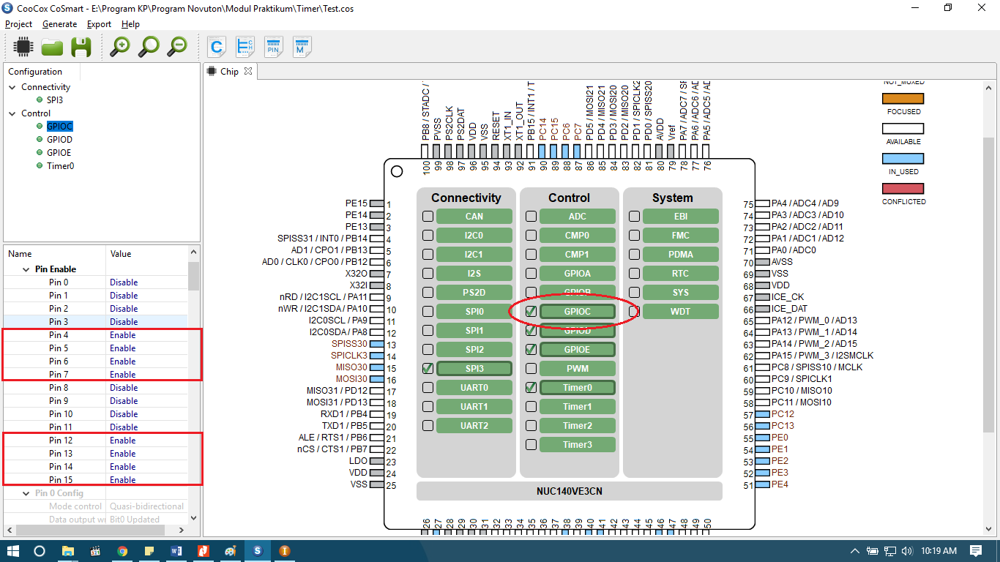 CooCox CoSmart - E:\Program KP\Program Novuton\Modul Praktikum\Timer\Test.cos
Project Generate Export Help
C
CH
PIN
M
Configuration
Connectivity
SPI3
Control
GPIOC
GPIOD
GPIOE
Timer0
Name Value
Pin Enable
Pin 0 Disable
Pin 1 Disable
Pin 2 Disable
Pin 3 Disable
Pin 4 Enable
Pin 5 Enable
Pin 6 Enable
Pin 7 Enable
Pin 8 Disable
Pin 9 Disable
Pin 10 Disable
Pin 11 Disable
Pin 12 Enable
Pin 13 Enable
Pin 14 Enable
Pin 15 Enable
Pin 0 Config
Mode control Quasi-bidirectional
Data output w Bit0 Updated
Chip
PB8 / STADC /
PVSS
PS2CLK
PS2DAT
VDD
VSS
RESET
XT1_IN
XT1_OUT
PB15 / INT1 / T
PC14
PC15
PC6
PC7
PD5 / MOSI21
PD4 / MISO21
PD3 / MOSI20
PD2 / MISO20
PD1 / SPICLK2
PD0 / SPISS20
AVDD
Vref
PA7 / ADC7 / SP
PA6 / ADC6 / AD
PA5 / ADC5 / AD
100 99 98 97 96 95 94 93 92 91 90 89 88 87 86 85 84 83 82 81 80 79 78 77 76
NOT_MUXED
FOCUSED
AVAILABLE
IN_USED
CONFLICTED
PE15 1
PE14 2
PE13 3
SPISS31 / INT0 / PB14 4
AD1 / CPO1 / PB13 5
AD0 / CLK0 / CPO0 / PB12 6
X32O 7
X32I 8
nRD / I2C1SCL / PA11 9
nWR / I2C1SDA / PA10 10
I2C0SCL / PA9 11
I2C0SDA / PA8 12
SPISS30 13
SPICLK3 14
MISO30 15
MOSI30 16
MISO31 / PD12 17
MOSI31 / PD13 18
RXD1 / PB4 19
TXD1 / PB5 20
ALE / RTS1 / PB6 21
nCS / CTS1 / PB7 22
LDO 23
VDD 24
VSS 25
Connectivity
CAN
I2C0
I2C1
I2S
PS2D
SPI0
SPI1
SPI2
SPI3
UART0
UART1
UART2
Control
ADC
CMP0
CMP1
GPIOA
GPIOB
GPIOC
GPIOD
GPIOE
PWM
Timer0
Timer1
Timer2
Timer3
System
EBI
FMC
PDMA
RTC
SYS
WDT
75 PA4 / ADC4 / AD9
74 PA3 / ADC3 / AD10
73 PA2 / ADC2 / AD11
72 PA1 / ADC1 / AD12
71 PA0 / ADC0
70 AVSS
69 VSS
68 VDD
67 ICE_CK
66 ICE_DAT
65 PA12 / PWM_0 / AD13
64 PA13 / PWM_1 / AD14
63 PA14 / PWM_2 / AD15
62 PA15 / PWM_3 / I2SMCLK
61 PC8 / SPISS10 / MCLK
60 PC9 / SPICLK1
59 PC10 / MISO10
58 PC11 / MOSI10
57 PC12
56 PC13
55 PE0
54 PE1
53 PE2
52 PE3
51 PE4
NUC140VE3CN
26 27 28 29 30 31 32 33 34 35 36 37 38 39 40 41 42 43 44 45 46 47 48 49 50
10:19 AM